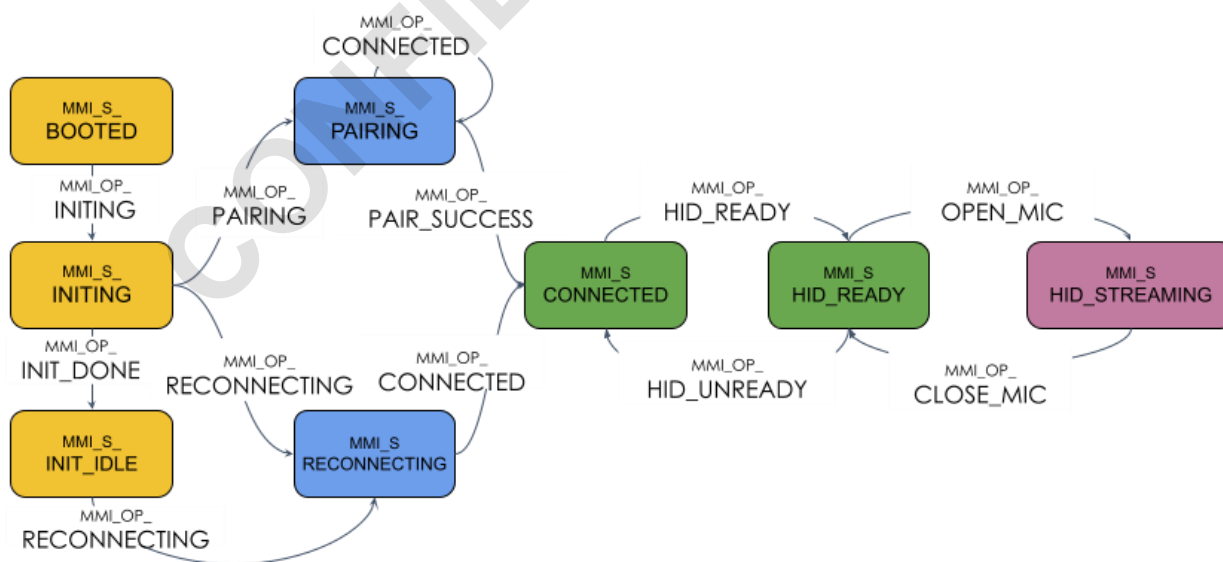 MMI_OP_
CONNECTED
MMI_S_
BOOTED
MMI_S_
PAIRING
MMI_OP_
INITING
MMI_OP_
PAIRING
MMI_OP_
PAIR_SUCCESS
MMI_OP_
HID_READY
MMI_OP_
OPEN_MIC
MMI_S_
INITING
MMI_S
CONNECTED
MMI_S
HID_READY
MMI_S
HID_STREAMING
MMI_OP_
INIT_DONE
MMI_OP_
RECONNECTING
MMI_OP_
CONNECTED
MMI_OP_
HID_UNREADY
MMI_OP_
CLOSE_MIC
MMI_S_
INIT_IDLE
MMI_S
RECONNECTING
MMI_OP_
RECONNECTING